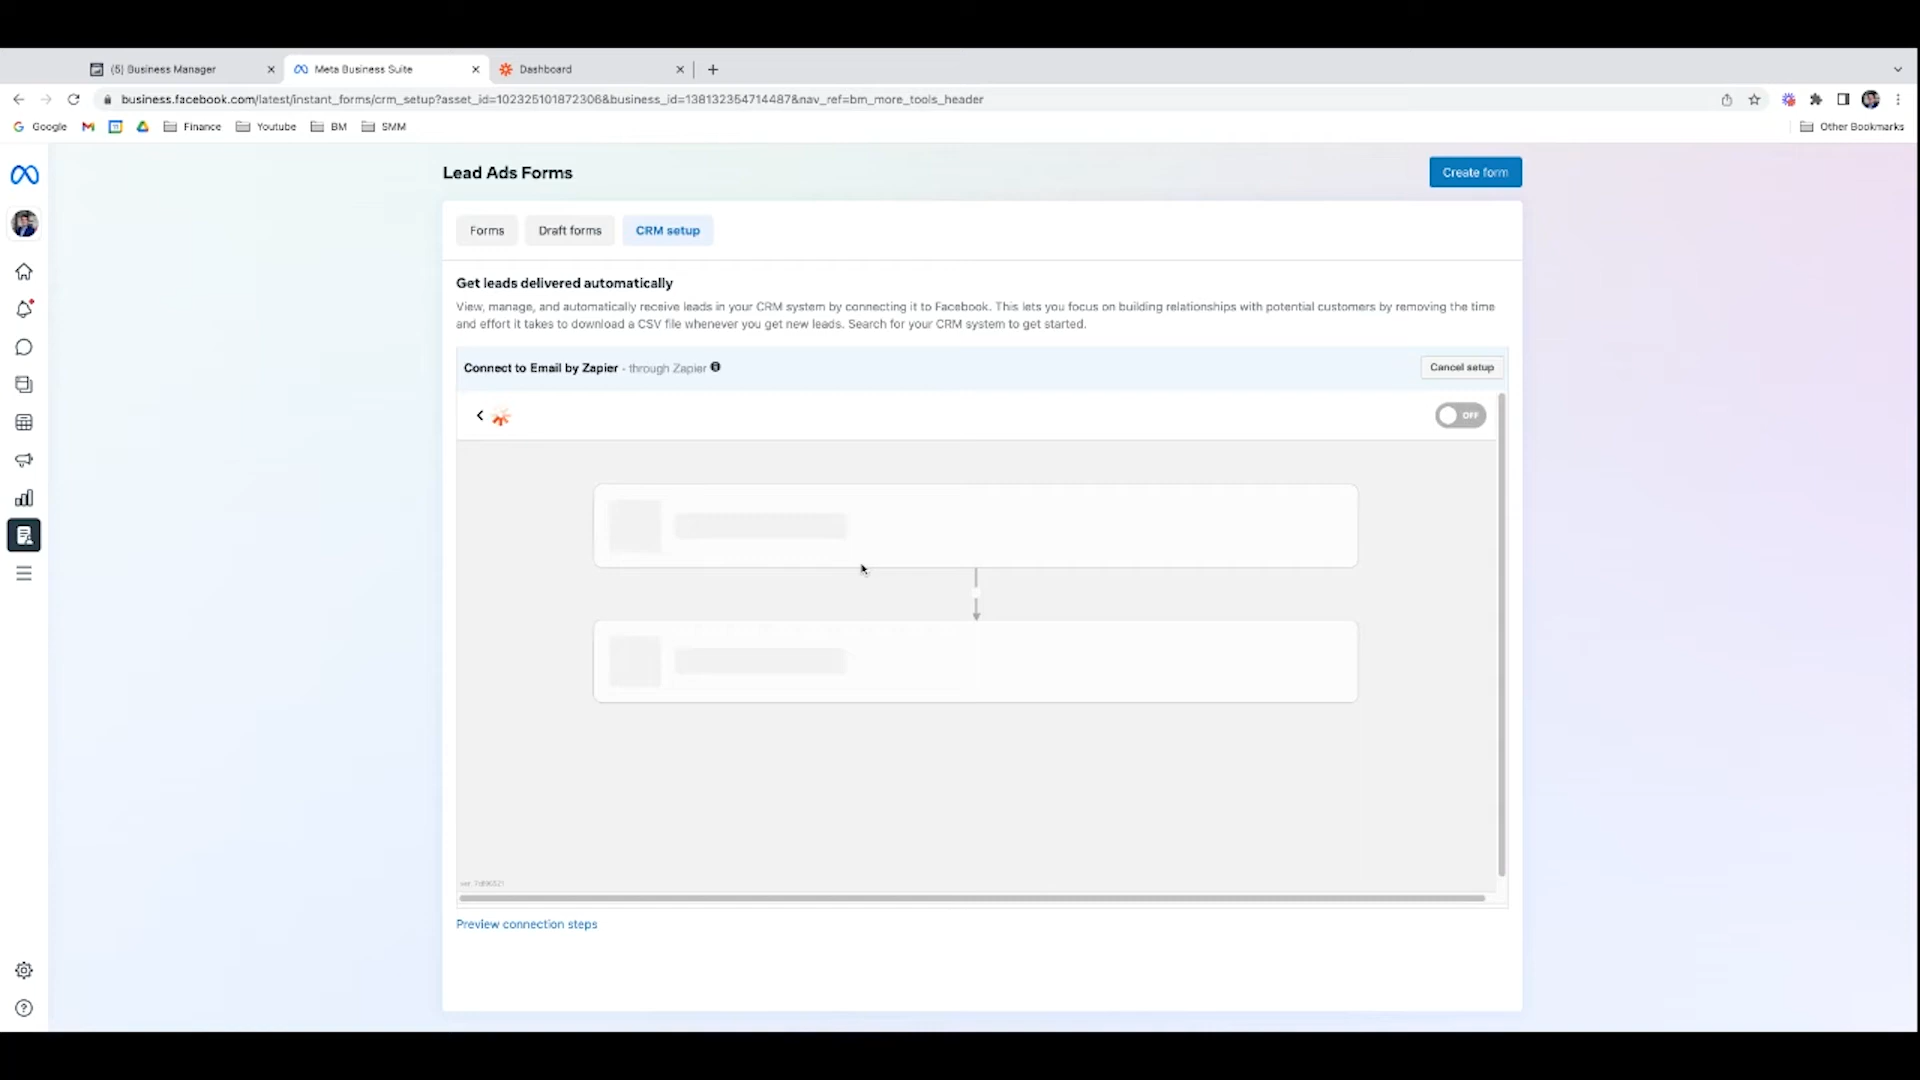 (5) Business Manager
Meta Business Suite
Dashboard
business.facebook.com/latest/instant_forms/crm_setup?asset_id=102325101872306&business_id=138132354714487&nav_ref=bm_more_tools_header
Google
Finance
Youtube
BM
SMM
Other Bookmarks
Lead Ads Forms
Create form
Forms
Draft forms
CRM setup
Get leads delivered automatically
View, manage, and automatically receive leads in your CRM system by connecting it to Facebook. This lets you focus on building relationships with potential customers by removing the time
and effort it takes to download a CSV file whenever you get new leads. Search for your CRM system to get started.
Connect to Email by Zapier - through Zapier
Cancel setup
OFF
Preview connection steps